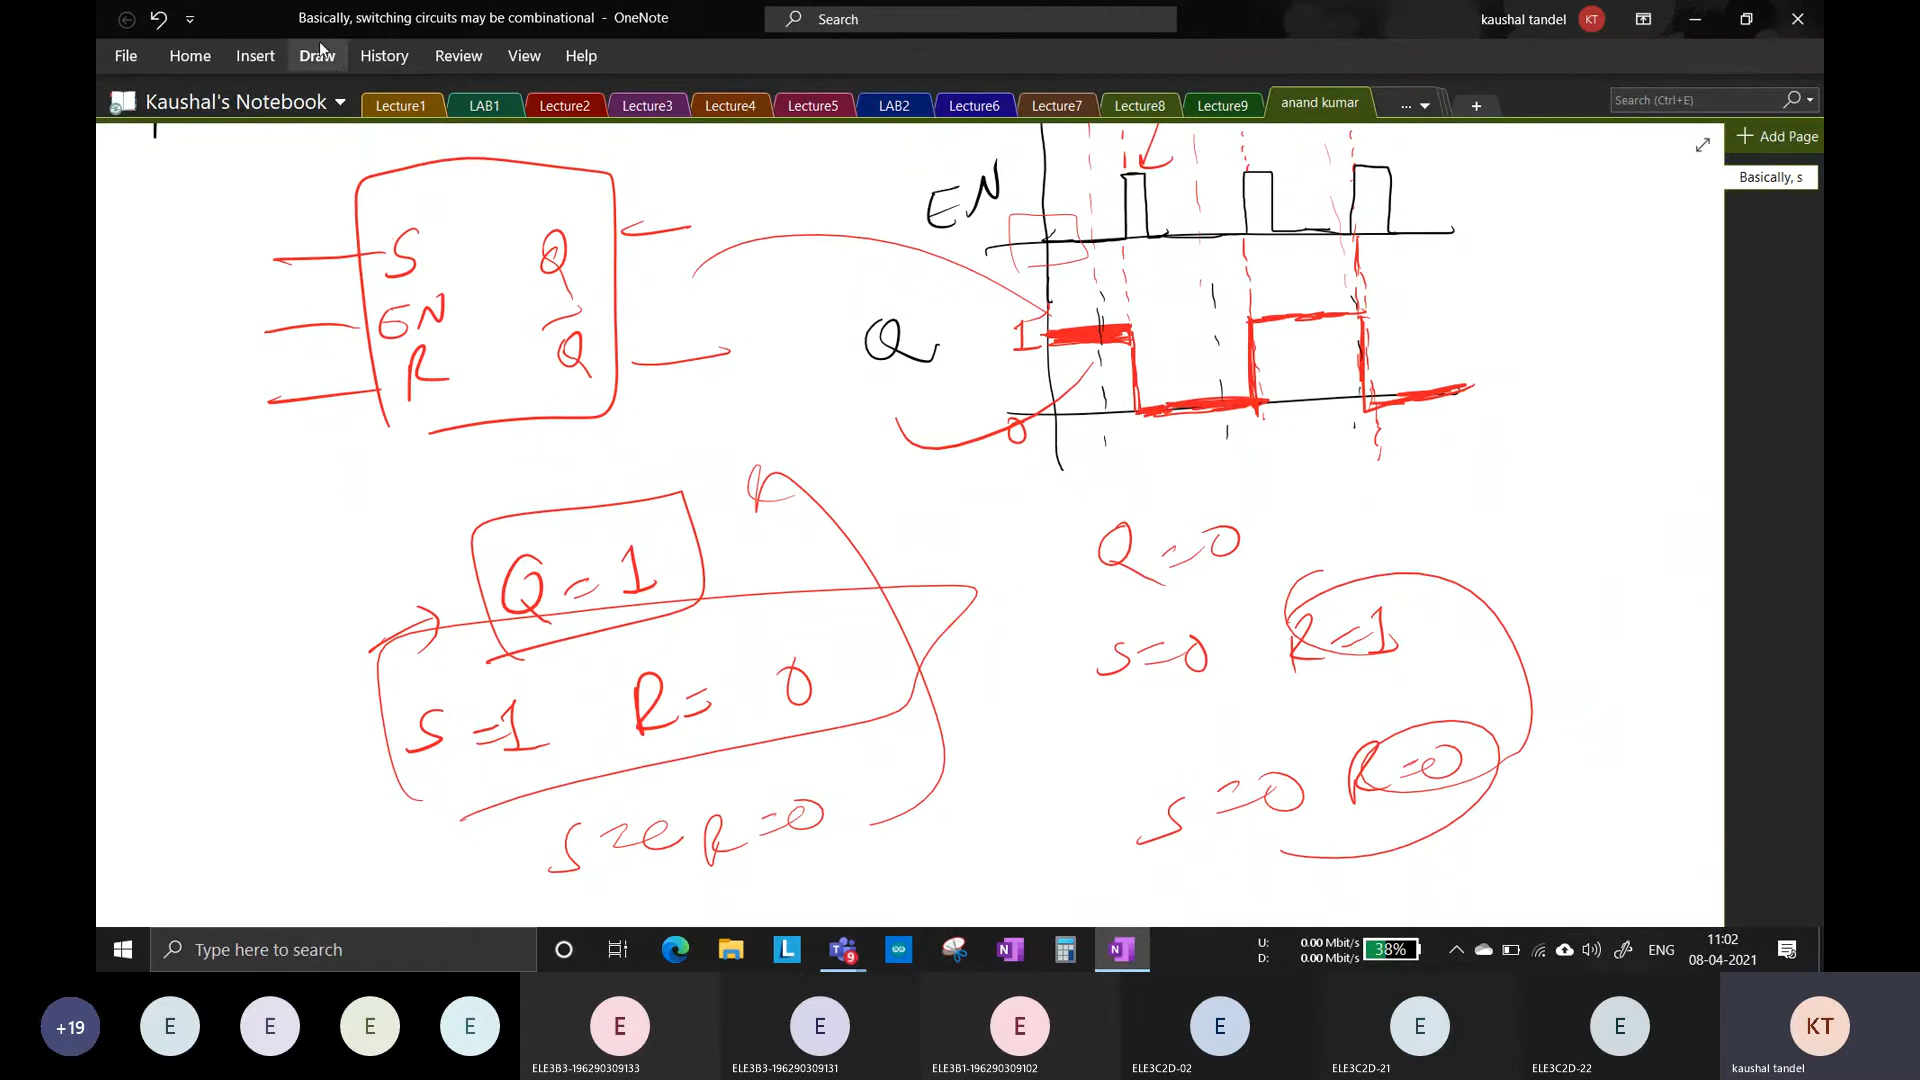 Basically, switching circuits may be combinational - OneNote
Search
kaushal tandel
KT
File Home Insert Draw History Review View Help
Kaushal's Notebook
Lecture1 LAB1 Lecture2 Lecture3 Lecture4 Lecture5 LAB2 Lecture6 Lecture7 Lecture8 Lecture9 anand kumar ... +
Search (Ctrl+E)
Add Page
Basically, s
EN
S Q
EN
R Q
Q
1
0
Q = 1
S = 1 R = 0
S = 0 R = 0
Q = 0
S = 0 R = 1
S = 0 R = 0
Type here to search
9
U: 0.00 Mbit/s
D: 0.00 Mbit/s
38%
ENG
11:02
08-04-2021
+19 E E E E E E E E E E KT
ELE3B3-196290309133 ELE3B3-196290309131 ELE3B1-196290309102 ELE3C2D-02 ELE3C2D-21 ELE3C2D-22 kaushal tandel